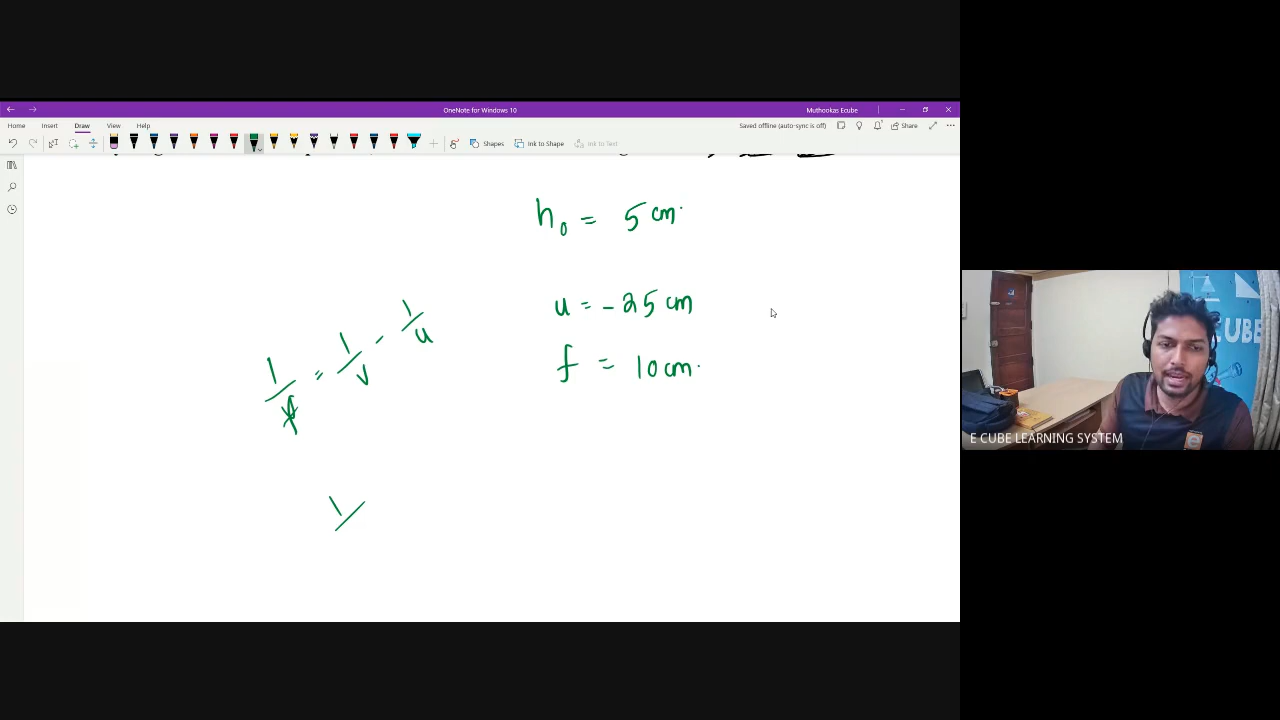 OneNote for Windows 10
Muthookas Ecube
Home Insert Draw View Help
Saved offline (auto-sync is off)
Share
Shapes
Ink to Shape
Ink to Text
h₀ = 5 cm.
u = - 25 cm
f = 10 cm.
1/f = 1/v - 1/u
1/
CUBE
E CUBE LEARNING SYSTEM